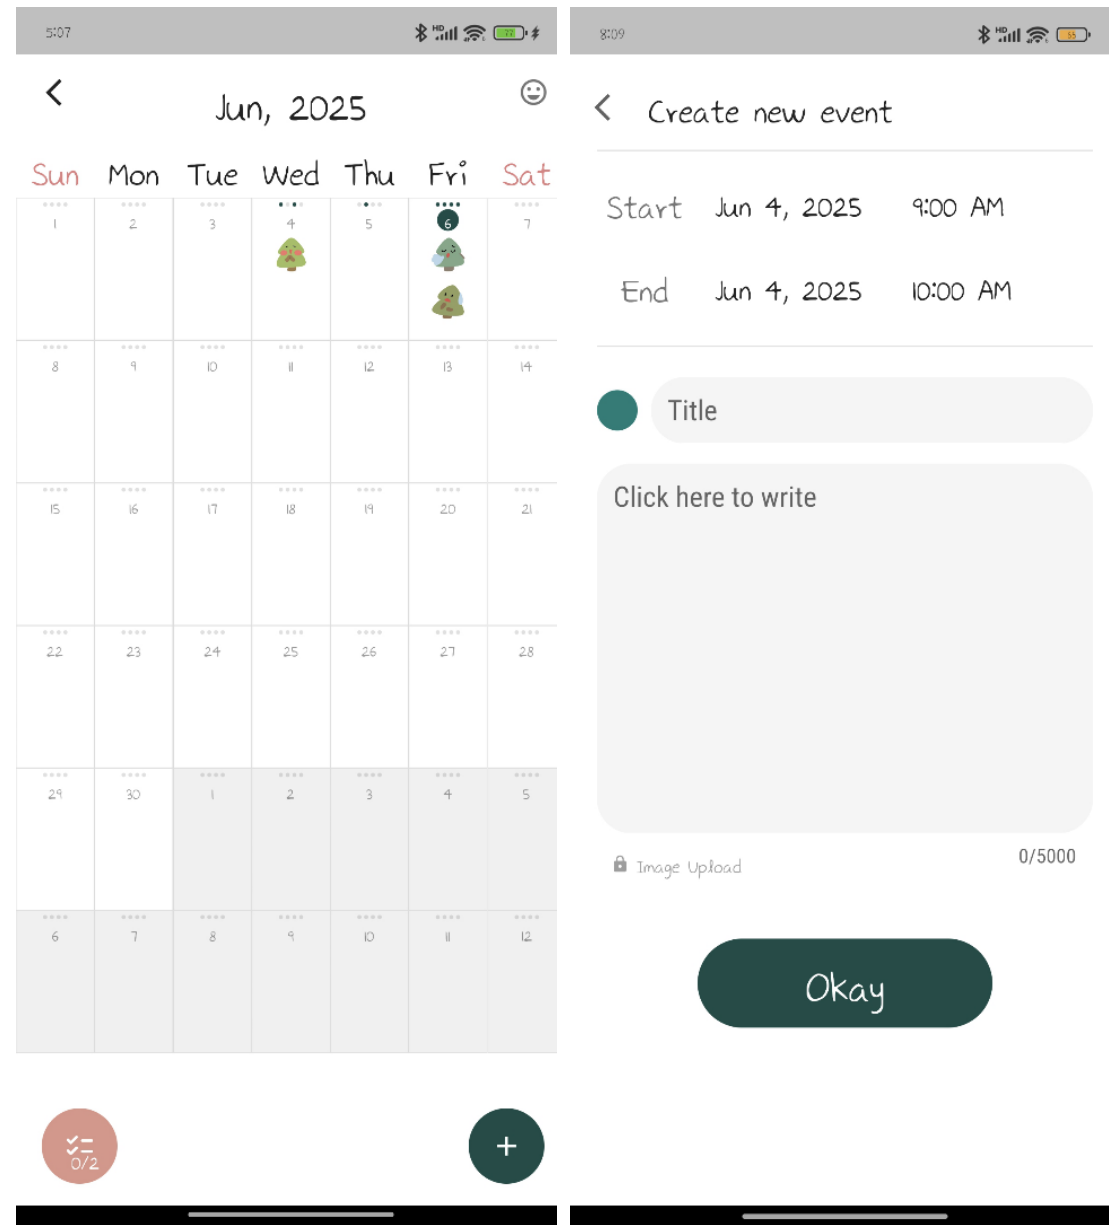 5:07
HD
77
Jun, 2025
Sun Mon Tue Wed Thu Fri Sat
1 2 3 4 5 6 7
8 9 10 11 12 13 14
15 16 17 18 19 20 21
22 23 24 25 26 27 28
29 30 1 2 3 4 5
6 7 8 9 10 11 12
0/2
+
8:09
HD
55
Create new event
Start Jun 4, 2025 9:00 AM
End Jun 4, 2025 10:00 AM
Title
Click here to write
Image Upload 0/5000
Okay